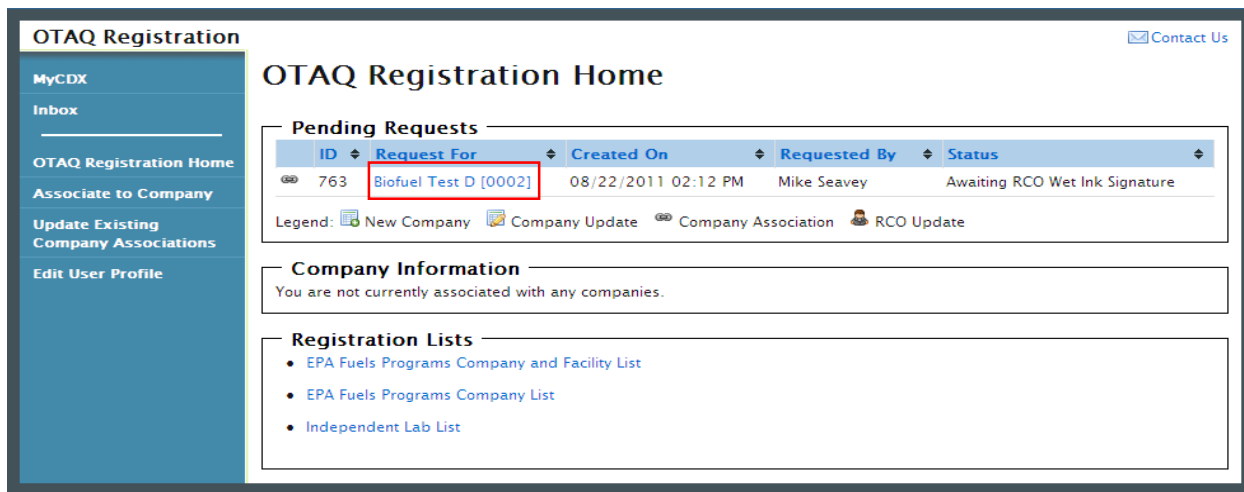 OTAQ Registration
Contact Us
MyCDX
Inbox
OTAQ Registration Home
Associate to Company
Update Existing
Company Associations
Edit User Profile
OTAQ Registration Home
Pending Requests
ID Request For Created On Requested By Status
763 Biofuel Test D [0002] 08/22/2011 02:12 PM Mike Seavey Awaiting RCO Wet Ink Signature
Legend: New Company Company Update Company Association RCO Update
Company Information
You are not currently associated with any companies.
Registration Lists
EPA Fuels Programs Company and Facility List
EPA Fuels Programs Company List
Independent Lab List